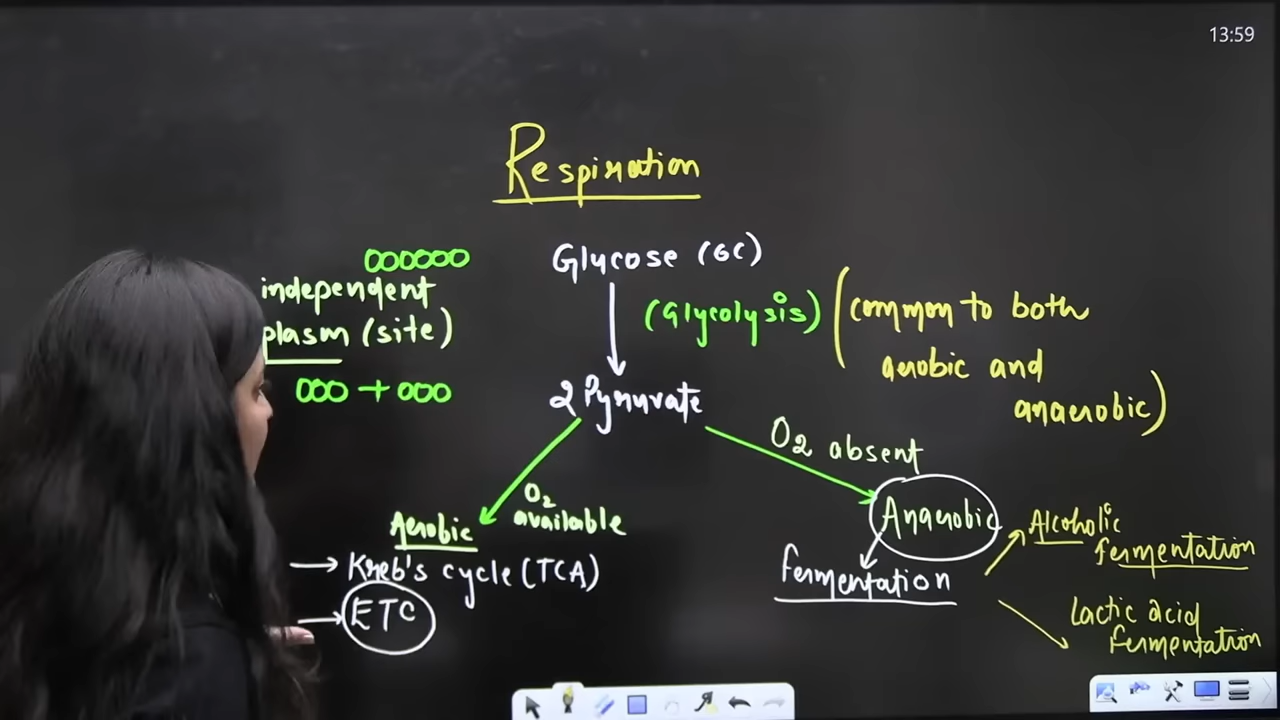 13:59
Respiration
Glucose (6C)
independent
plasm (site)
(Glycolysis)
(common to both
aerobic and
anaerobic)
000000
000 + 000
2 Pyruvate
O2 absent
O2
available
Aerobic
Kreb's cycle (TCA)
ETC
Anaerobic
fermentation
Alcoholic
fermentation
Lactic acid
fermentation